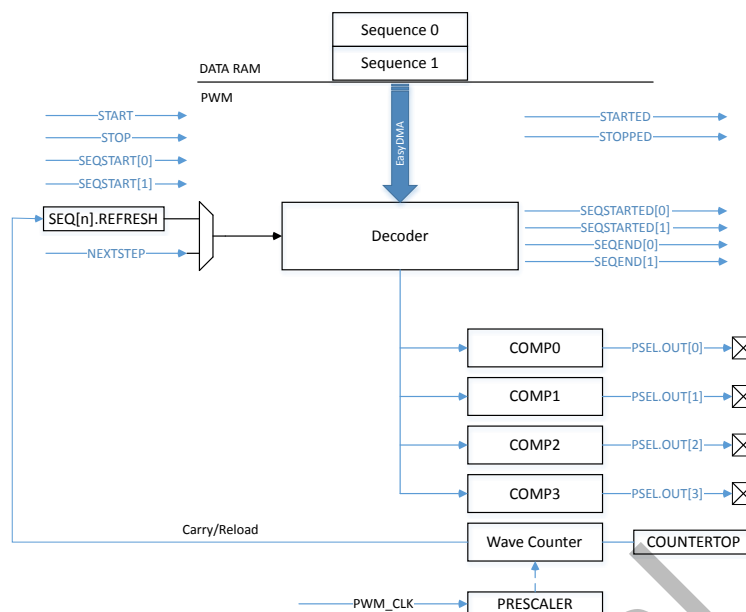 Sequence 0
Sequence 1
DATA RAM
PWM
START
STOP
SEQSTART[0]
SEQSTART[1]
EasyDMA
STARTED
STOPPED
SEQ[n].REFRESH
NEXTSTEP
Decoder
SEQSTARTED[0]
SEQSTARTED[1]
SEQEND[0]
SEQEND[1]
COMP0
PSEL.OUT[0]
COMP1
PSEL.OUT[1]
COMP2
PSEL.OUT[2]
COMP3
PSEL.OUT[3]
Carry/Reload
Wave Counter
COUNTERTOP
PWM_CLK
PRESCALER